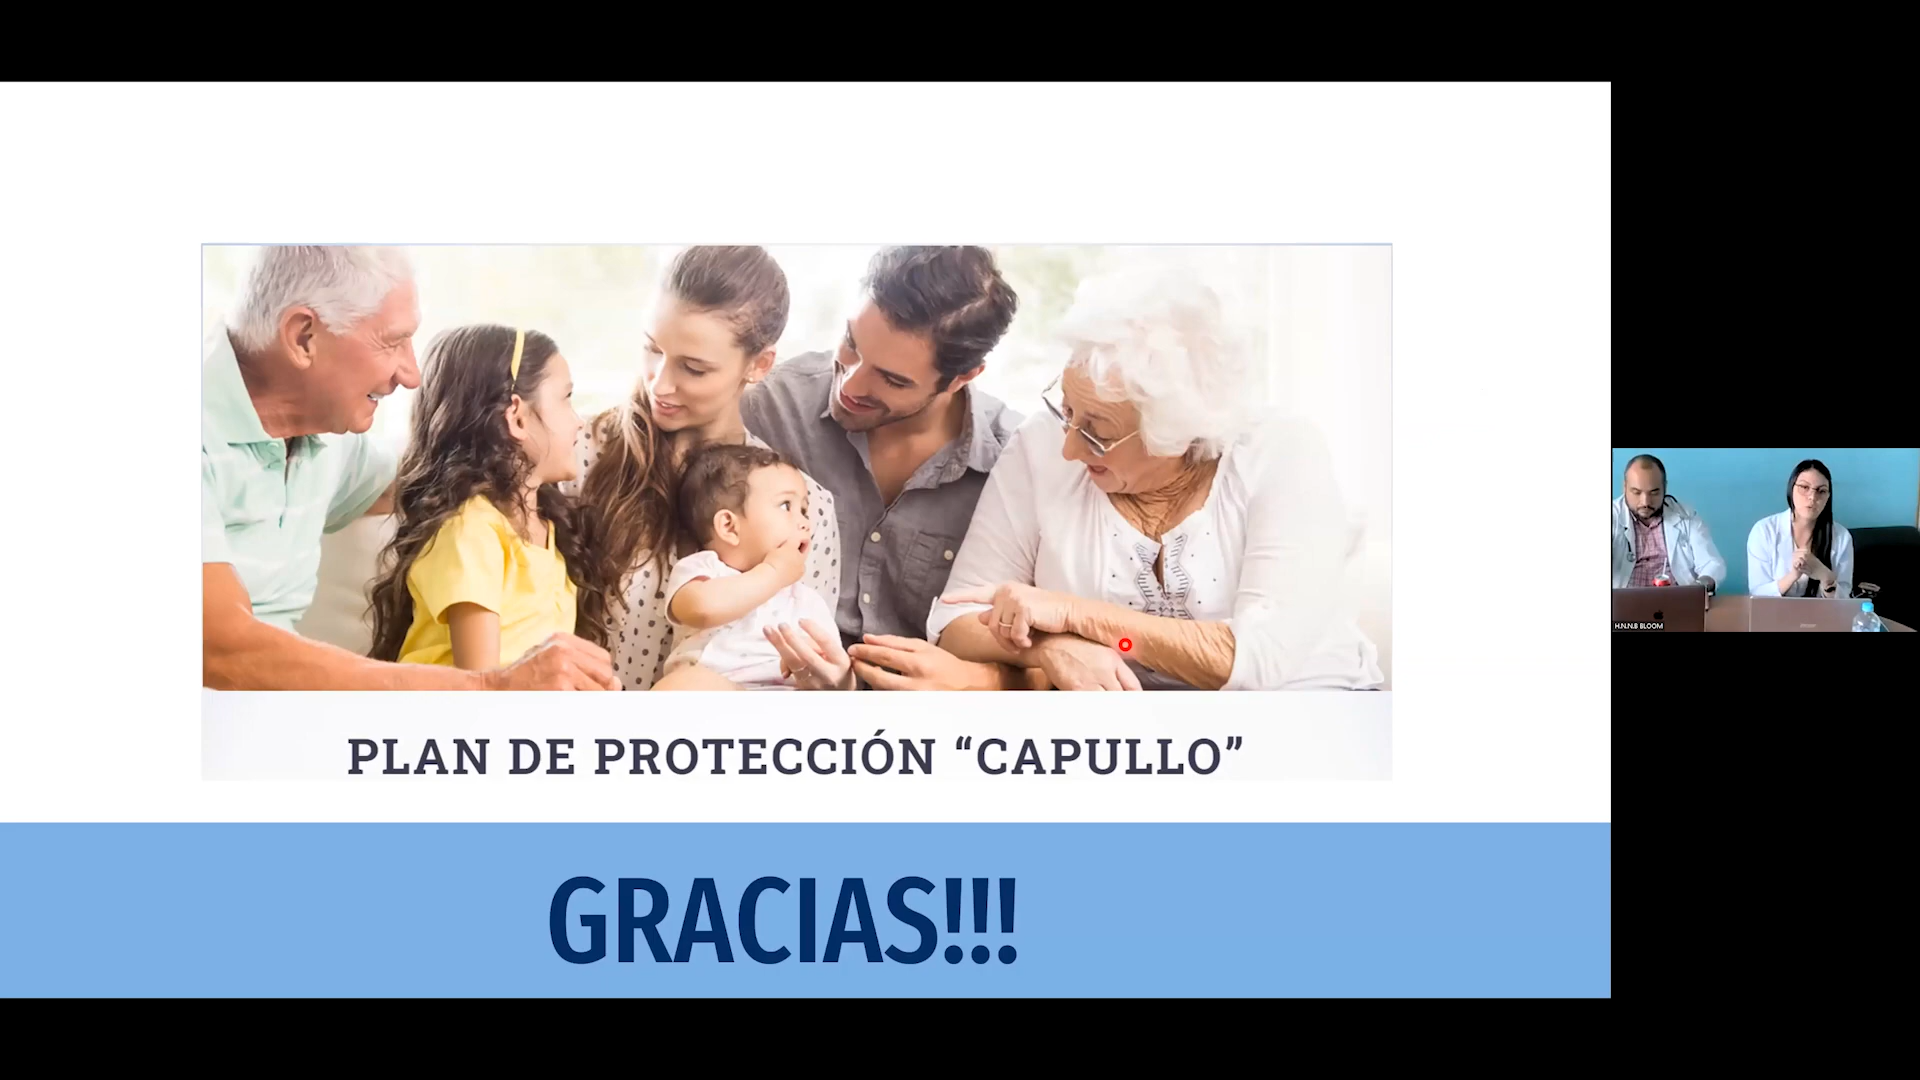 PLAN DE PROTECCIÓN “CAPULLO”
GRACIAS!!!
H.N.N.B BLOOM